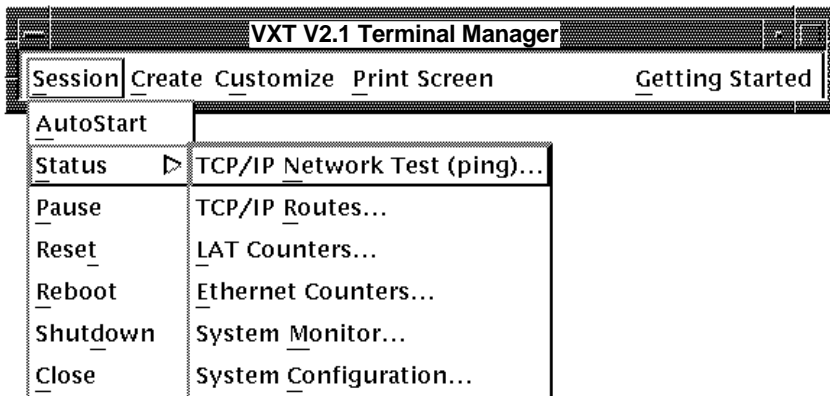 VXT V2.1 Terminal Manager
Session Create Customize Print Screen Getting Started
AutoStart
Status TCP/IP Network Test (ping)...
Pause TCP/IP Routes...
Reset LAT Counters...
Reboot Ethernet Counters...
Shutdown System Monitor...
Close System Configuration...